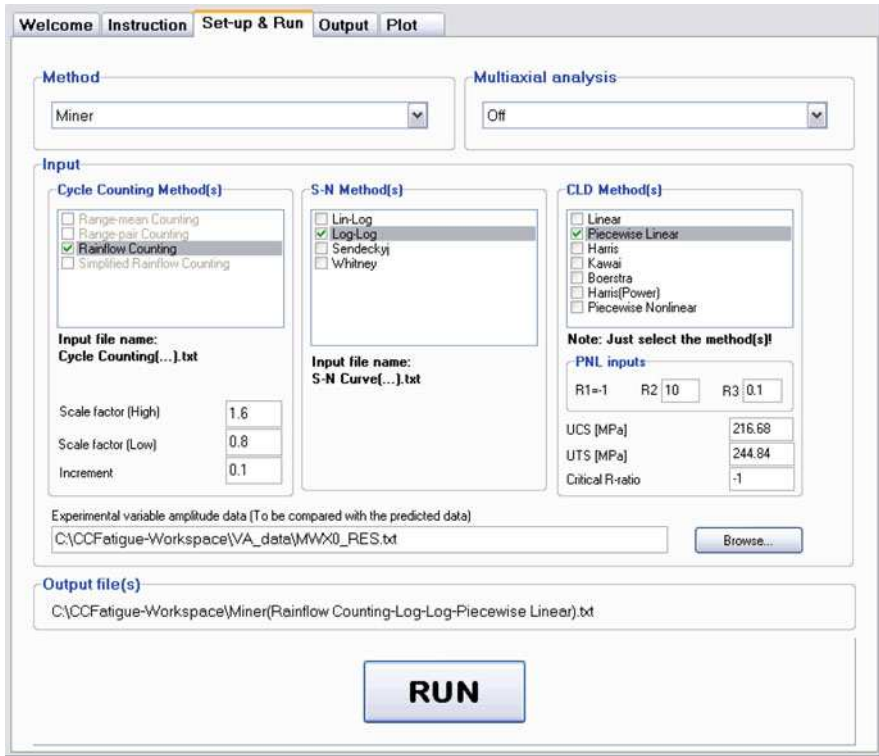 Welcome Instruction Set-up & Run Output Plot
Method
Miner
Multiaxial analysis
Off
Input
Cycle Counting Method(s)
Range-mean Counting
Range-pair Counting
Rainflow Counting
Simplified Rainflow Counting
Input file name:
Cycle Counting(...).txt
Scale factor (High) 1.6
Scale factor (Low) 0.8
Increment 0.1
S-N Method(s)
Lin-Log
Log-Log
Sendeckyj
Whitney
Input file name:
S-N Curve(...).txt
CLD Method(s)
Linear
Piecewise Linear
Harris
Kawai
Boerstra
Harris(Power)
Piecewise Nonlinear
Note: Just select the method(s)!
PNL inputs
R1=-1 R2 10 R3 0.1
UCS [MPa] 216.68
UTS [MPa] 244.84
Critical R-ratio -1
Experimental variable amplitude data (To be compared with the predicted data)
C:\CCFatigue-Workspace\VA_data\MWX0_RES.txt Browse...
Output file(s)
C:\CCFatigue-Workspace\Miner(Rainflow Counting-Log-Log-Piecewise Linear).txt
RUN